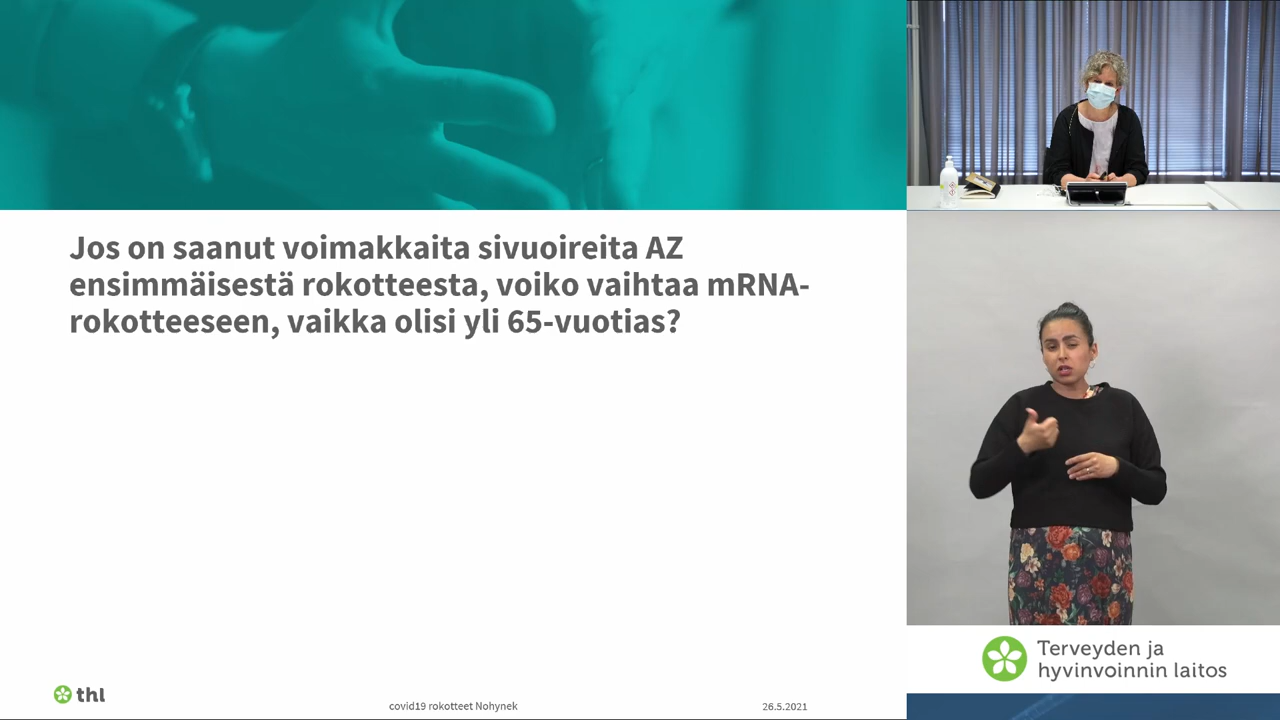 Jos on saanut voimakkaita sivuoireita AZ
ensimmäisestä rokotteesta, voiko vaihtaa mRNA-
rokotteeseen, vaikka olisi yli 65-vuotias?
thl
covid19 rokotteet Nohynek
26.5.2021
Terveyden ja
hyvinvoinnin laitos